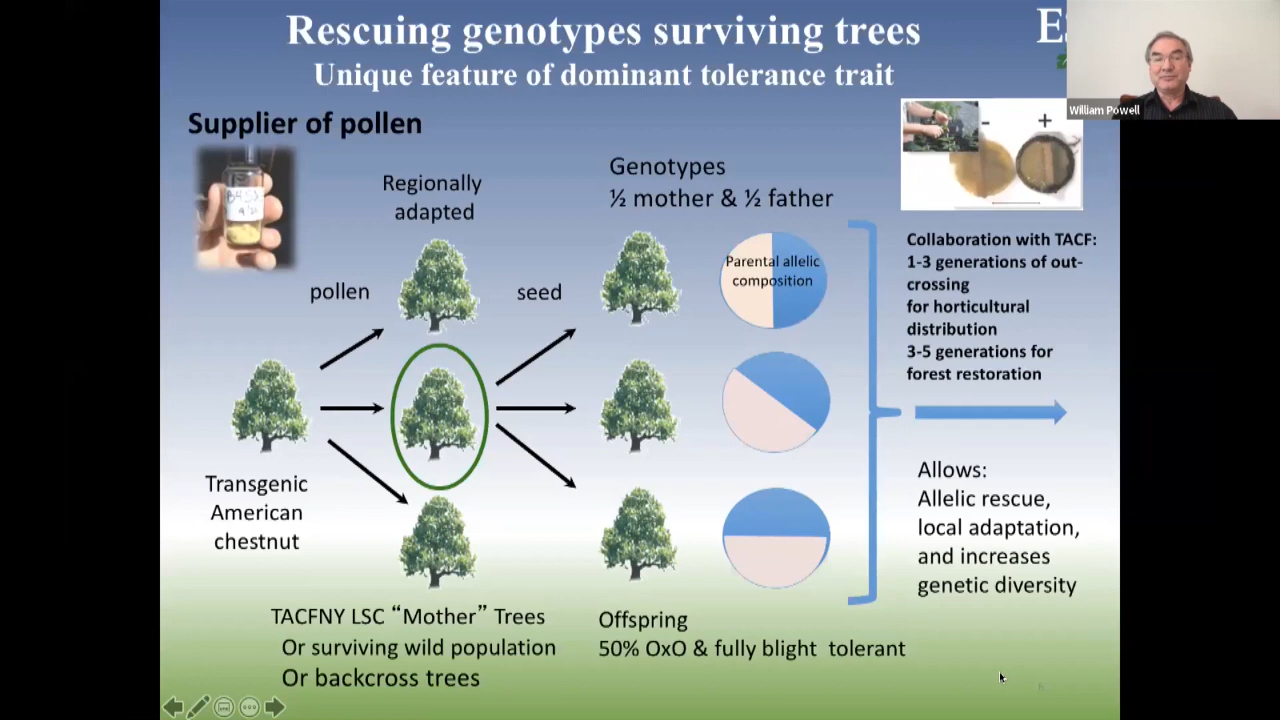 Rescuing genotypes surviving trees
Unique feature of dominant tolerance trait
William Powell
Supplier of pollen
Regionally
adapted
Genotypes
½ mother & ½ father
- +
pollen
seed
Parental allelic
composition
Collaboration with TACF:
1-3 generations of out-
crossing
for horticultural
distribution
3-5 generations for
forest restoration
Transgenic
American
chestnut
Allows:
Allelic rescue,
local adaptation,
and increases
genetic diversity
TACFNY LSC “Mother” Trees
Or surviving wild population
Or backcross trees
Offspring
50% OxO & fully blight tolerant